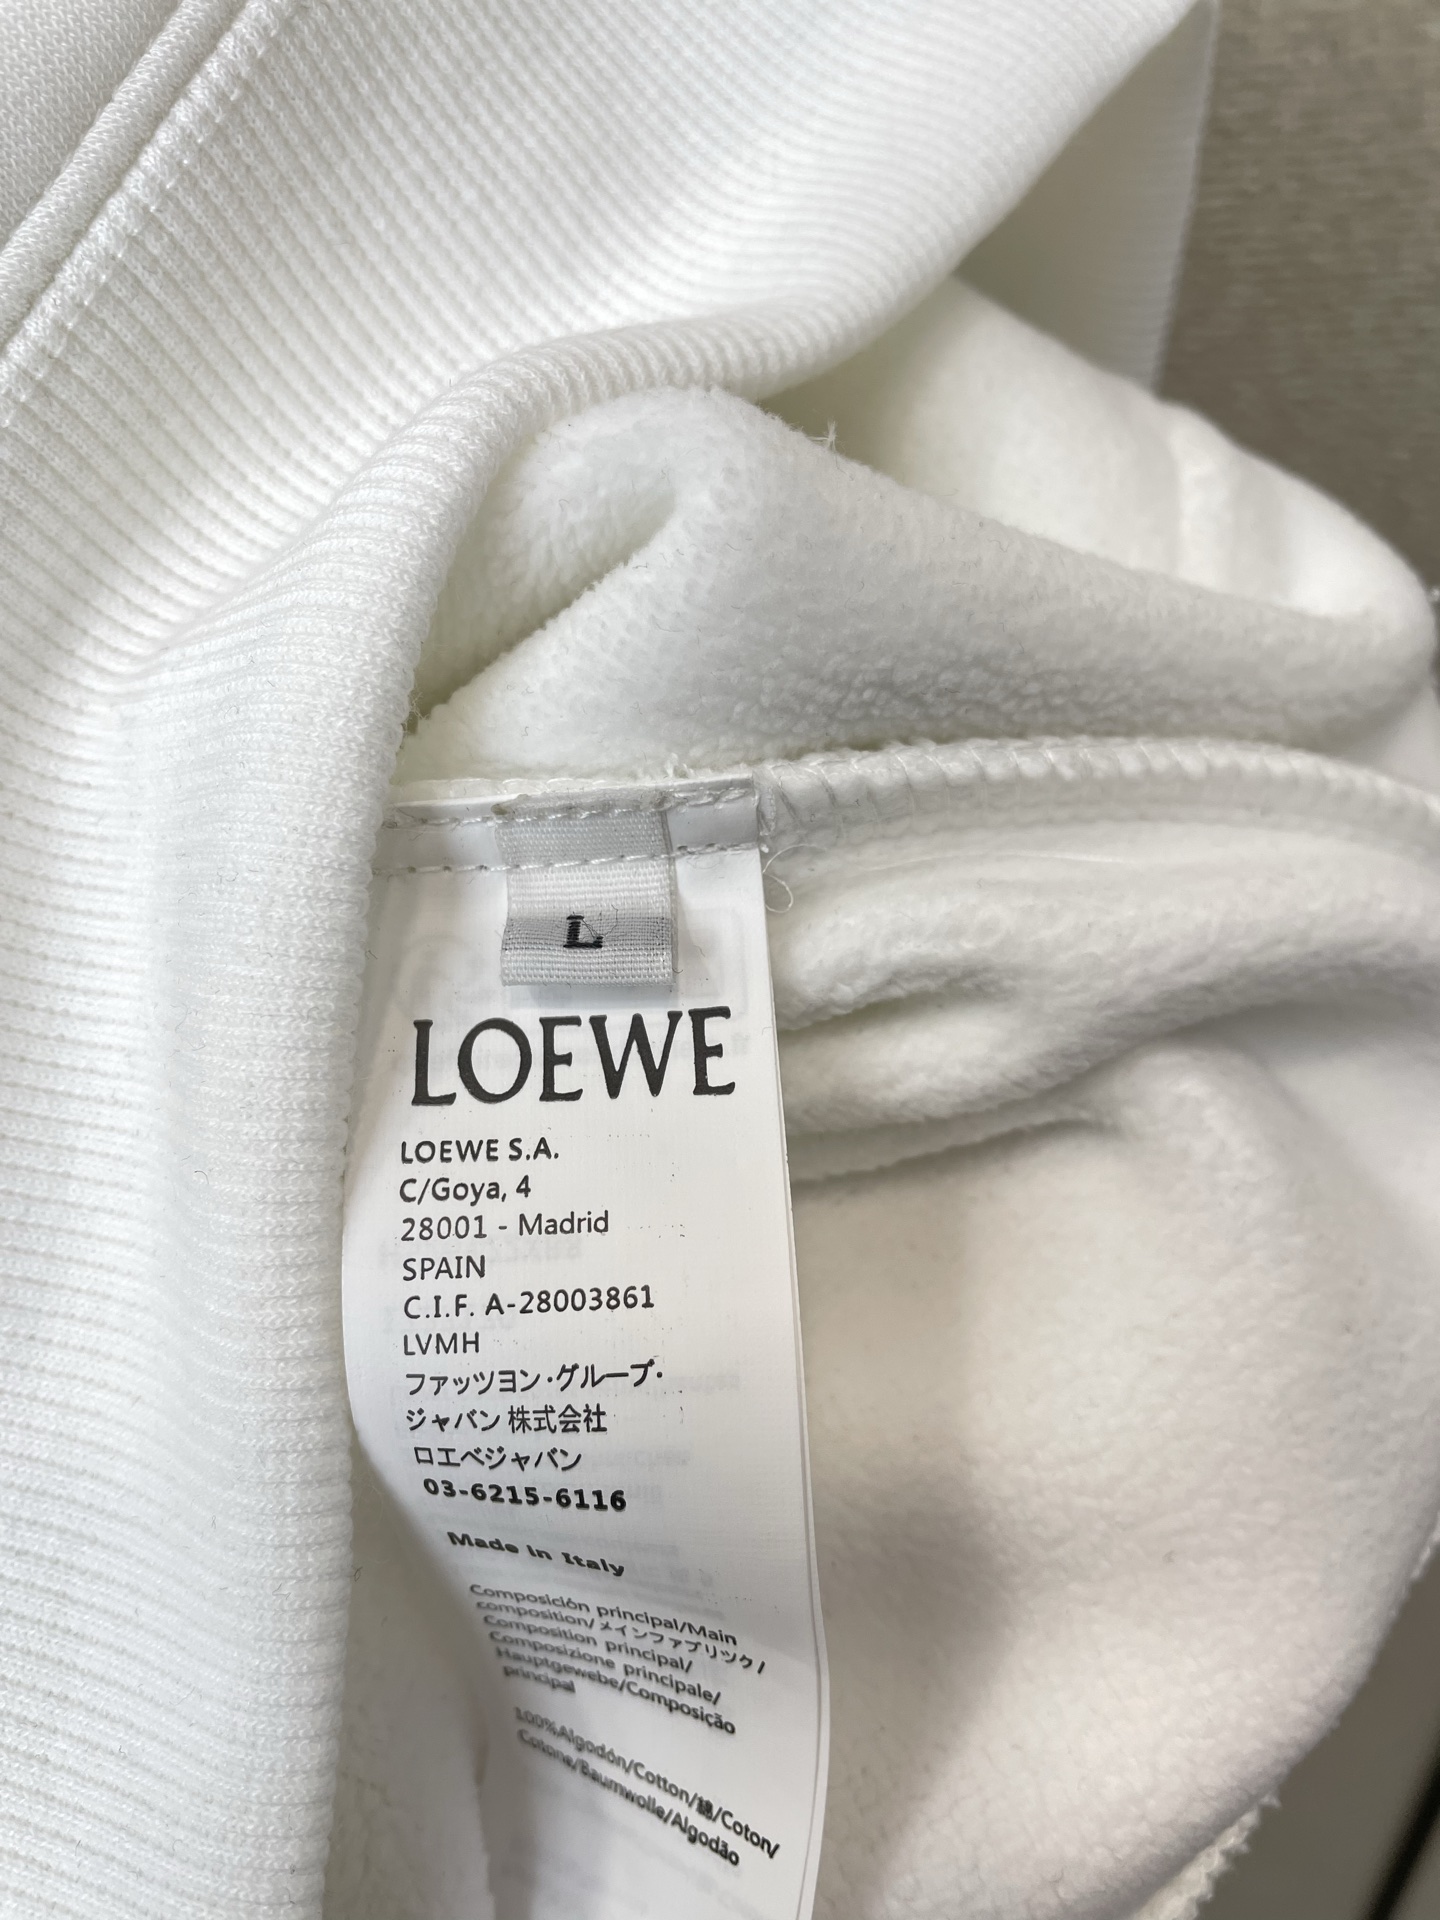 L
LOEWE
LOEWE S.A.
C/Goya, 4
28001 - Madrid
SPAIN
C.I.F. A-28003861
LVMH
ファッツヨン・グループ・
ジャバン 株式会社
ロエベジャバン
03-6215-6116
Made in Italy
Composición principal/Main
composition/メインファブリック/
Composition principal/
Composizione principale/
Hauptgewebe/Composição
principal
100%Algodón/Cotton/綿/Coton/
Cotone/Baumwolle/Algodão